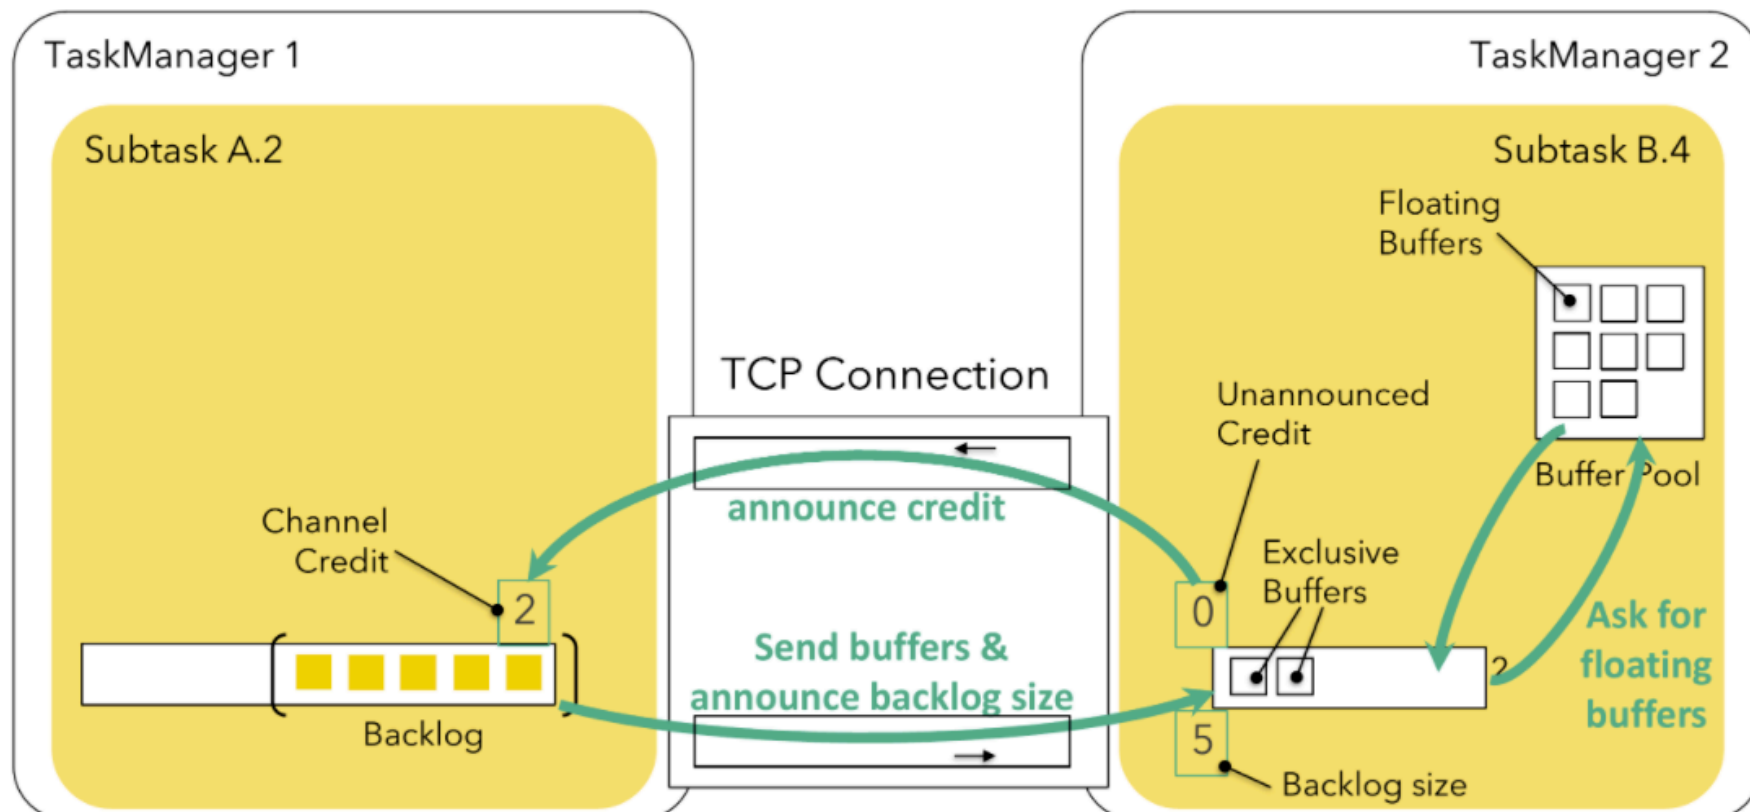 TaskManager 1
Subtask A.2
Channel
Credit
2
Backlog
TCP Connection
announce credit
Send buffers &
announce backlog size
TaskManager 2
Subtask B.4
Floating
Buffers
Buffer Pool
Unannounced
Credit
0
Exclusive
Buffers
2
Ask for
floating
buffers
5
Backlog size